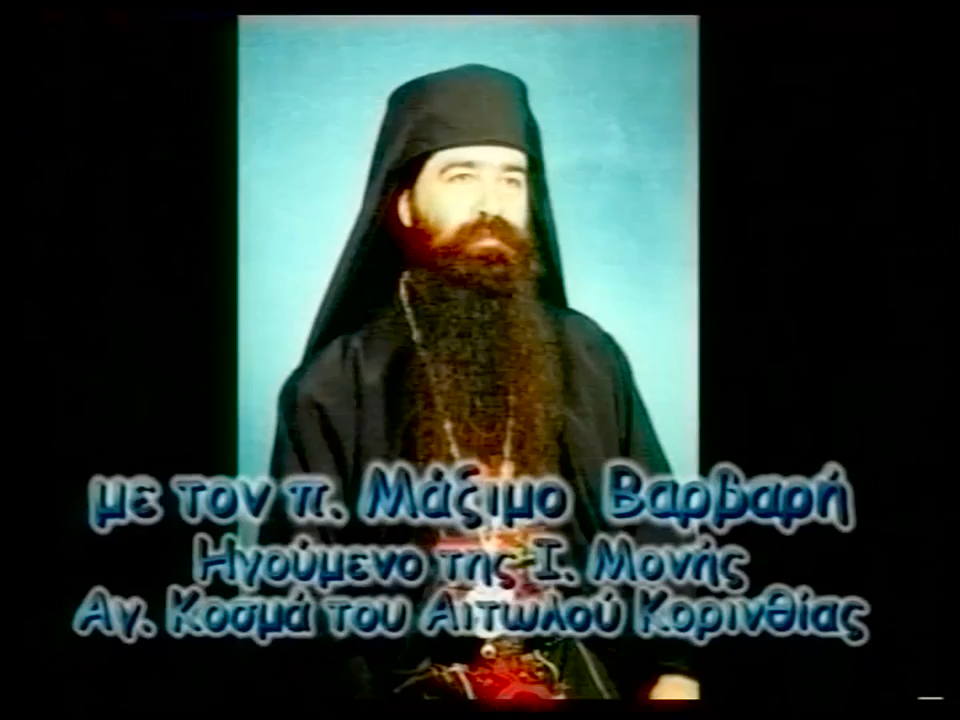 με τον π. Μάξιμο Βαρβαρή
Ηγούμενο της Ι. Μονής
Αγ. Κοσμά του Αιτωλού Κορινθίας